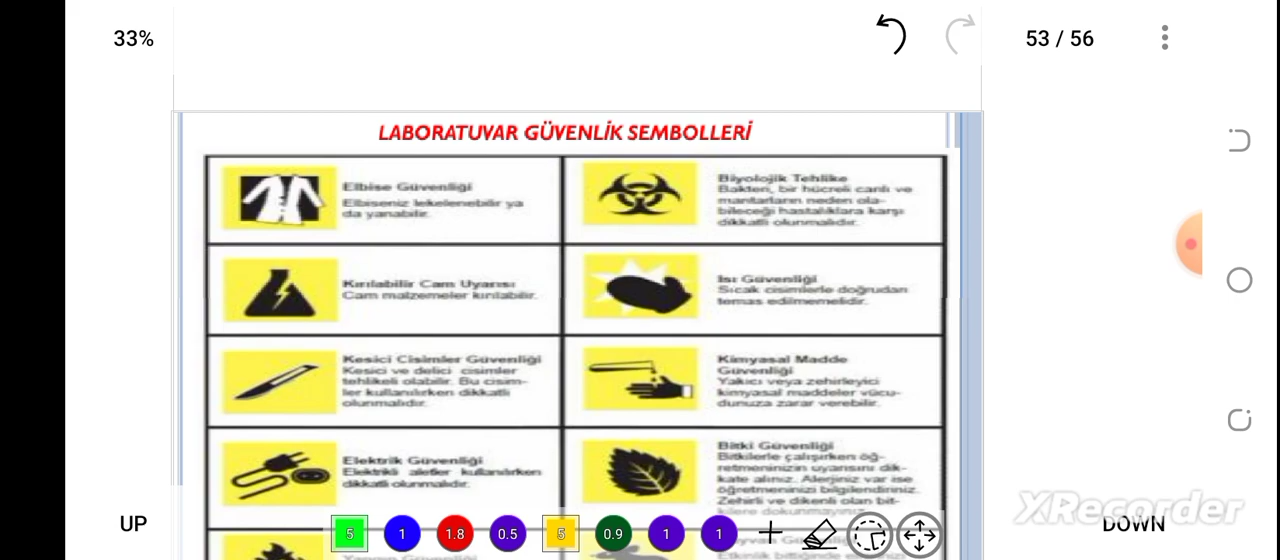 33%
53 / 56
LABORATUVAR GÜVENLİK SEMBOLLERİ
Elbise Güvenliği
Elbiseniz lekelenebilir ya
da yanabilir.
Biyolojik Tehlike
Bakteri, bir hücreli canlı ve
mantarların neden ola-
bileceği hastalıklara karşı
dikkatli olunmalıdır.
Kırılabilir Cam Uyarısı
Cam malzemeler kırılabilir.
Isı Güvenliği
Sıcak cisimlerle doğrudan
temas edilmemelidir.
Kesici Cisimler Güvenliği
Kesici ve delici cisimler
tehlikeli olabilir. Bu cisim-
ler kullanılırken dikkatli
olunmalıdır.
Kimyasal Madde
Güvenliği
Yakıcı veya zehirleyici
kimyasal maddeler vücu-
dunuza zarar verebilir.
Elektrik Güvenliği
Elektrikli aletler kullanılırken
dikkatli olunmalıdır.
Bitki Güvenliği
Bitkilerle çalışırken öğ-
retmeninizin uyarısını dik-
kate alınız. Alerjiniz var ise
öğretmeninizi bilgilendiriniz.
Zehirli ve dikenli olan bit-
kilere dokunmayınız.
UP
5 1 1.8 0.5 5 0.9 1 1
DOWN
XRecorder